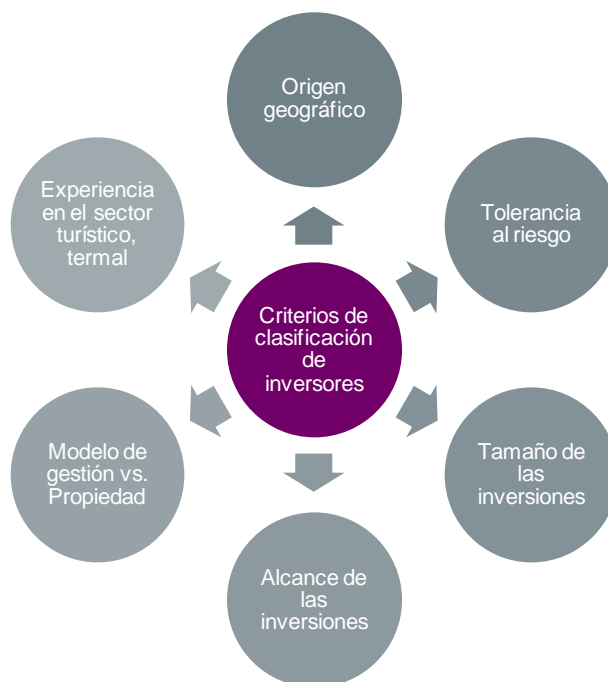 Origen
geográfico
Tolerancia
al riesgo
Tamaño de
las
inversiones
Alcance de
las
inversiones
Modelo de
gestión vs.
Propiedad
Experiencia
en el sector
turístico,
termal
Criterios de
clasificación
de
inversores